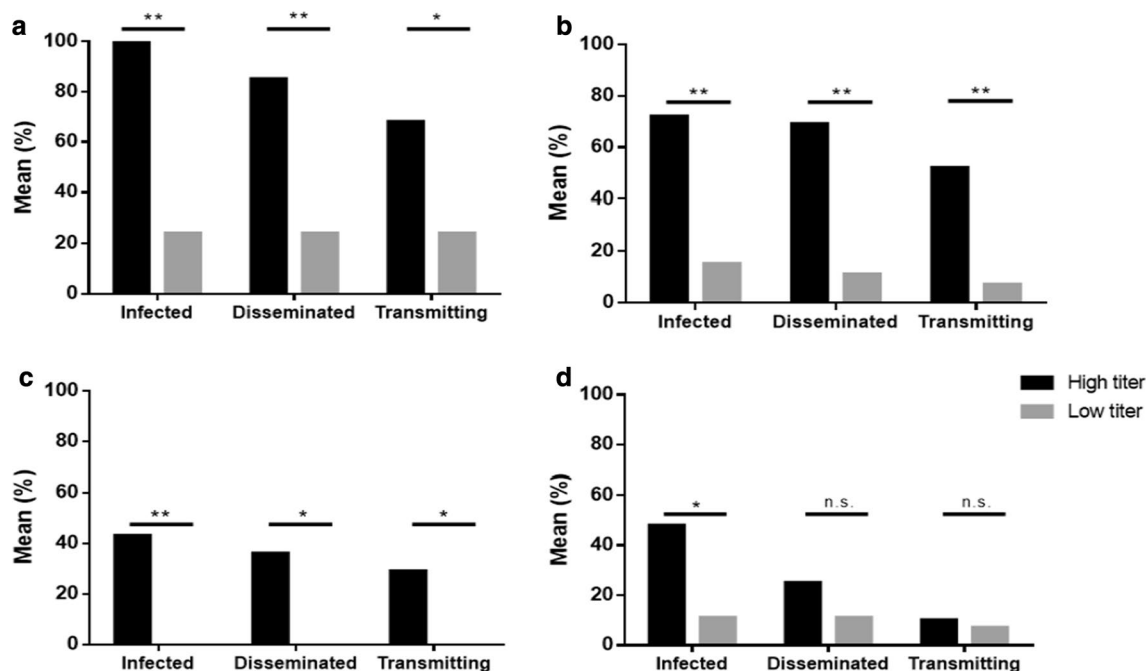 a
** ** *
100
80
60
40
20
0
Mean (%)
Infected Disseminated Transmitting
b
100
80
60
40
20
0
Mean (%)
** ** **
Infected Disseminated Transmitting
c
100
80
60
40
20
0
Mean (%)
** * *
Infected Disseminated Transmitting
d
100
80
60
40
20
0
Mean (%)
* n.s. n.s.
Infected Disseminated Transmitting
High titer
Low titer